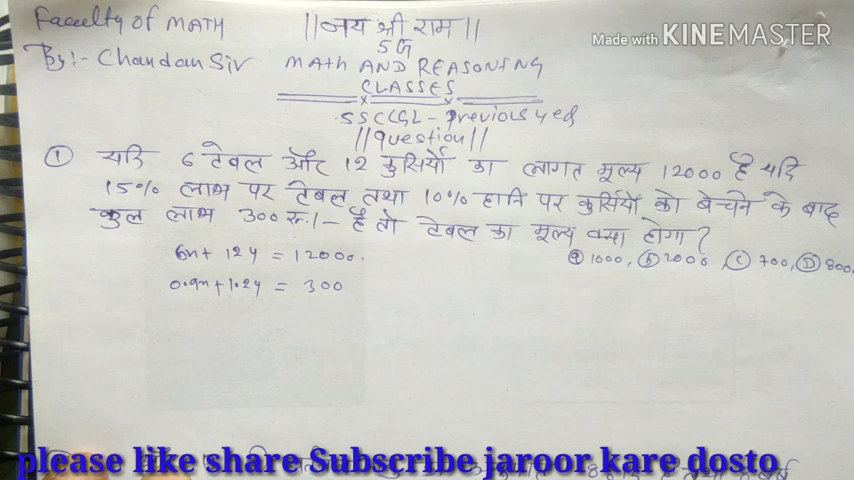 Faculty of MATH
||जय श्री राम||
Made with KINEMASTER
5G
By:- Chandan Sir MATH AND REASONING
CLASSES
SSC CGL - Previous yed
||question||
① यदि 6 टेबल और 12 कुर्सियों का लागत मूल्य 12000 है यदि
15% लाभ पर टेबल तथा 10% हानि पर कुर्सियों को बेचने के बाद
कुल लाभ 300 रु./- है तो टेबल का मूल्य क्या होगा?
ⓐ 1000, ⓑ 2000, Ⓒ 700, Ⓓ 800,
6x + 12y = 12000.
0.9x + 1.2y = 300
please like share Subscribe jaroor kare dosto